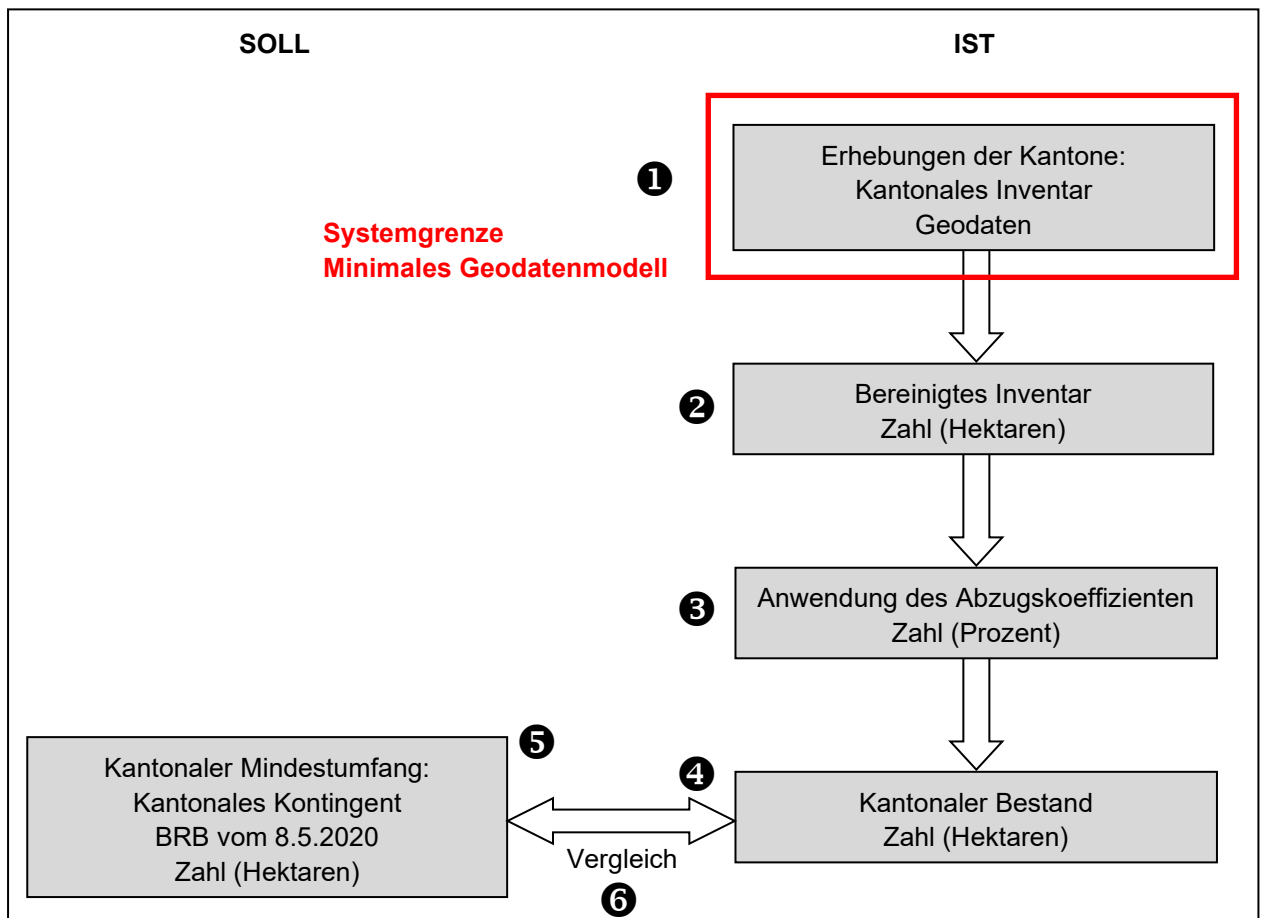 SOLL
IST
❶
Erhebungen der Kantone:
Kantonales Inventar
Geodaten
Systemgrenze
Minimales Geodatenmodell
❷
Bereinigtes Inventar
Zahl (Hektaren)
❸
Anwendung des Abzugskoeffizienten
Zahl (Prozent)
❺
Kantonaler Mindestumfang:
Kantonales Kontingent
BRB vom 8.5.2020
Zahl (Hektaren)
❹
Kantonaler Bestand
Zahl (Hektaren)
Vergleich
❻